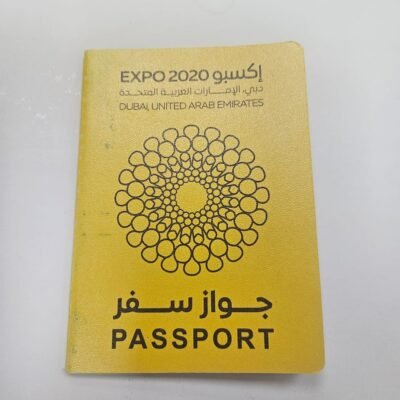 EXPO 2020 إكسبو
دبي، الإمارات العربية المتحدة
DUBAI, UNITED ARAB EMIRATES
جواز سفر
PASSPORT